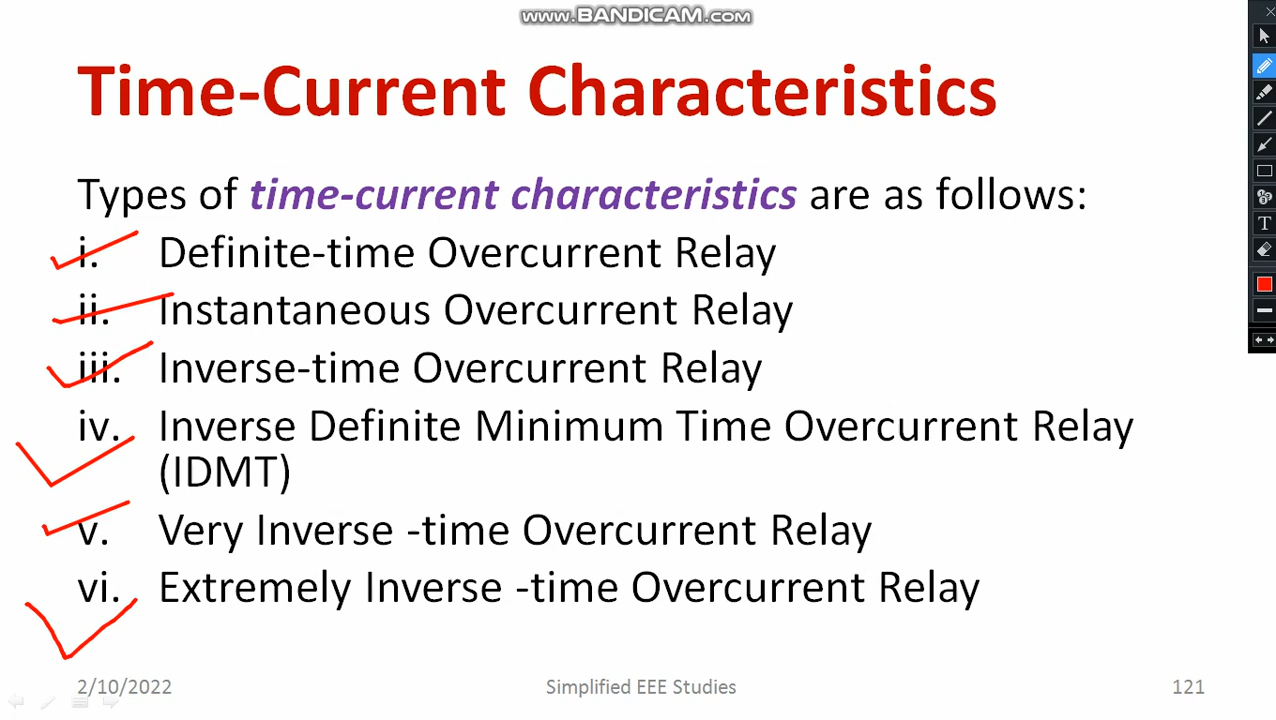 www.BANDICAM.com
Time-Current Characteristics
Types of time-current characteristics are as follows:
i. Definite-time Overcurrent Relay
ii. Instantaneous Overcurrent Relay
iii. Inverse-time Overcurrent Relay
iv. Inverse Definite Minimum Time Overcurrent Relay
(IDMT)
v. Very Inverse -time Overcurrent Relay
vi. Extremely Inverse -time Overcurrent Relay
2/10/2022 Simplified EEE Studies 121